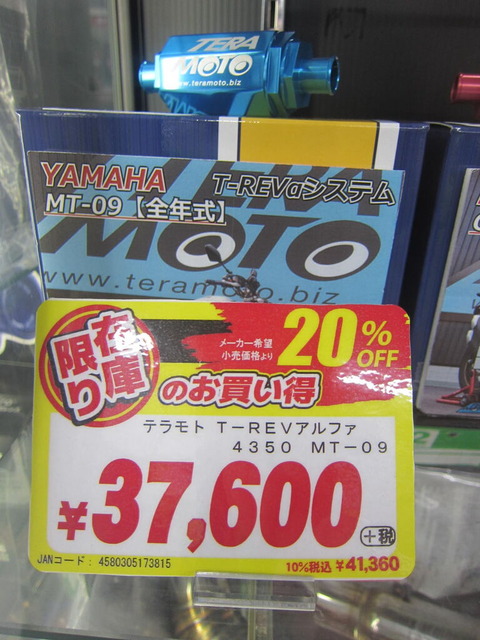 TERA
MOTO
www.teramoto.biz
YAMAHA
T-REVαシステム
MT-09【全年式】
MOTO
www.teramoto.biz
在庫
限り
メーカー希望
小売価格より
20%
OFF
のお買い得
テラモト T-REVアルファ
4350 MT-09
¥37,600
+税
JANコード: 4580305173815
10%税込 ¥41,360